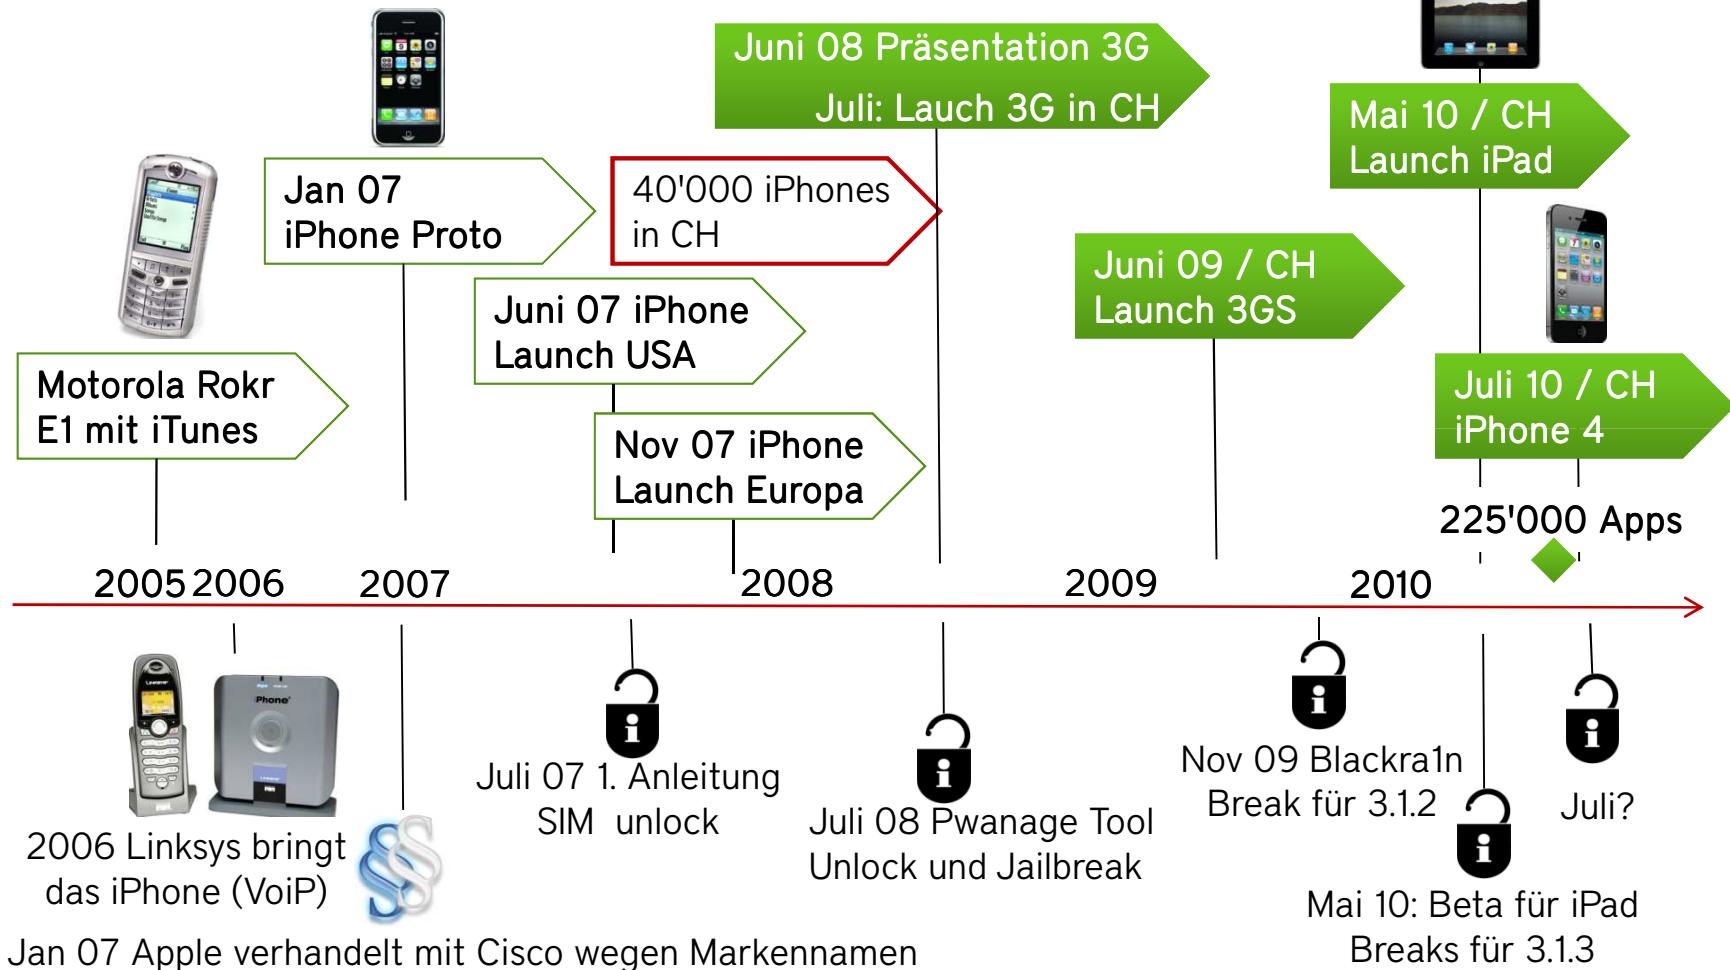 Juni 08 Präsentation 3G
Juli: Lauch 3G in CH
Mai 10 / CH
Launch iPad
Jan 07
iPhone Proto
40'000 iPhones
in CH
Juni 09 / CH
Launch 3GS
Juni 07 iPhone
Launch USA
Motorola Rokr
E1 mit iTunes
Juli 10 / CH
iPhone 4
Nov 07 iPhone
Launch Europa
225'000 Apps
2005 2006 2007 2008 2009 2010
iPhone
Juli 07 1. Anleitung
SIM unlock
Juli 08 Pwanage Tool
Unlock und Jailbreak
Nov 09 Blackra1n
Break für 3.1.2
Juli?
2006 Linksys bringt
das iPhone (VoiP)
Mai 10: Beta für iPad
Breaks für 3.1.3
Jan 07 Apple verhandelt mit Cisco wegen Markennamen